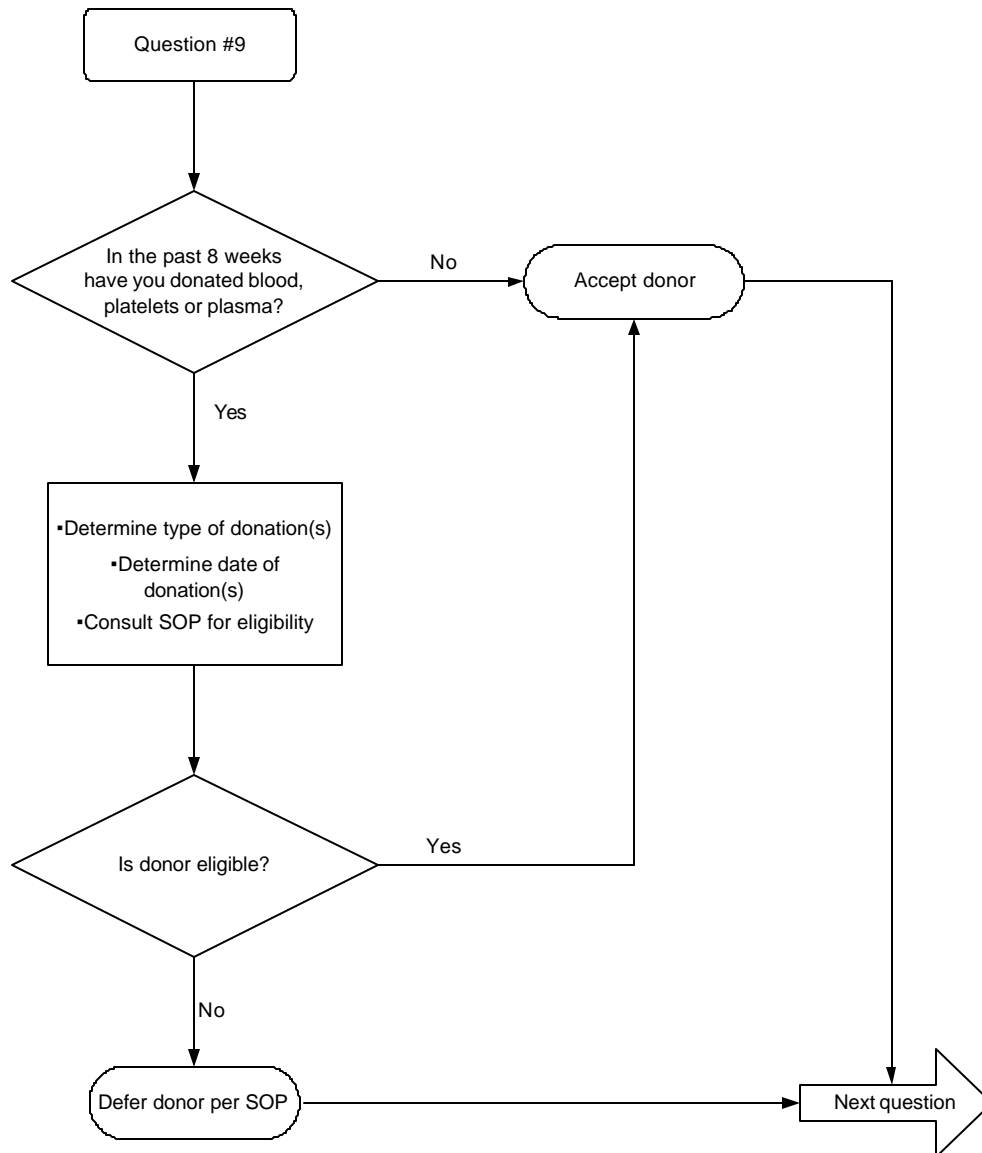 Question #9
In the past 8 weeks
have you donated blood,
platelets or plasma?
No
Accept donor
Yes
▪Determine type of donation(s)
▪Determine date of
donation(s)
▪Consult SOP for eligibility
Is donor eligible?
Yes
No
Defer donor per SOP
Next question